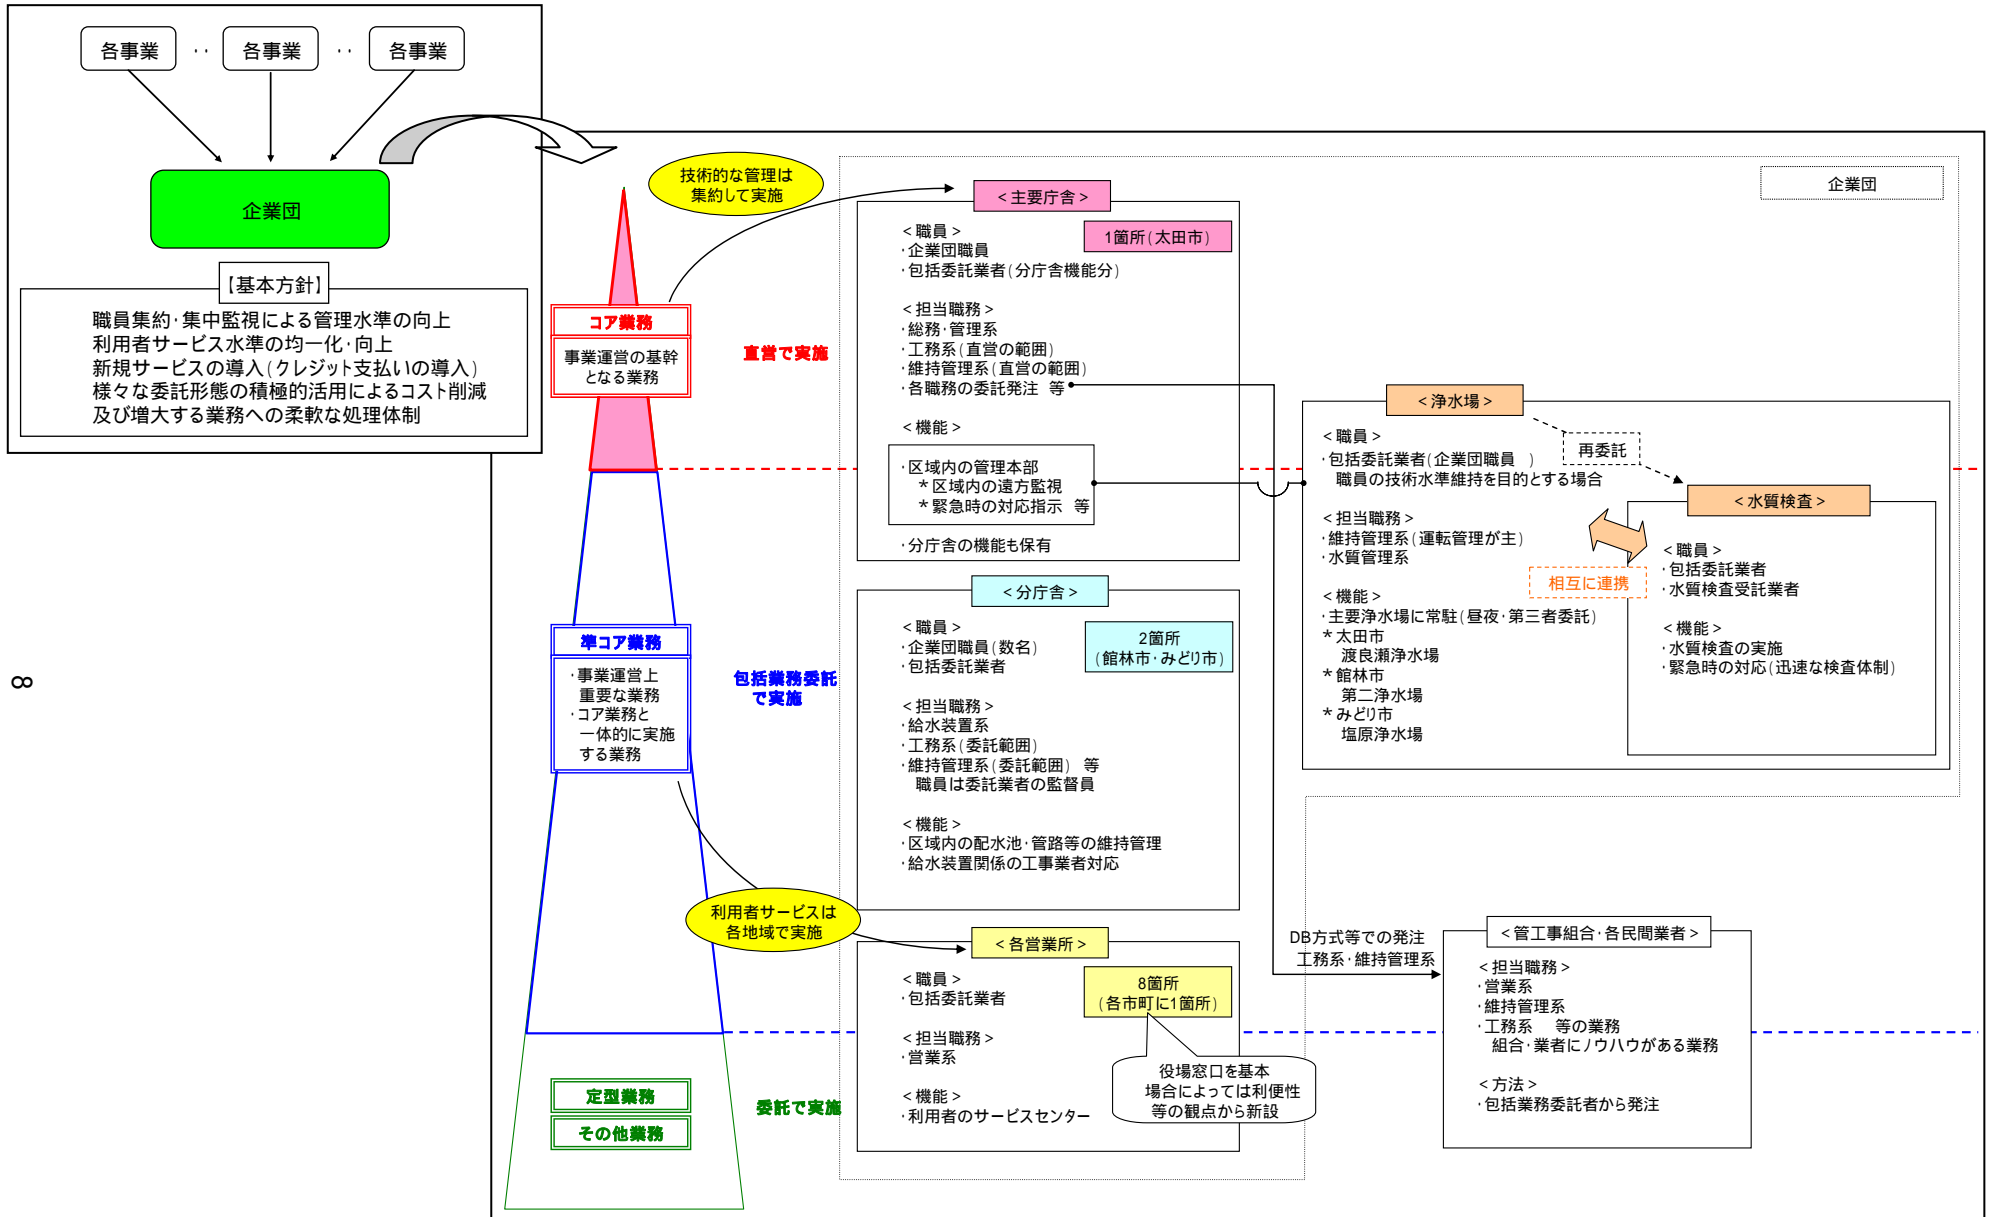 各事業 ‥ 各事業 ‥ 各事業
企業団
【基本方針】
職員集約・集中監視による管理水準の向上
利用者サービス水準の均一化・向上
新規サービスの導入(クレジット支払いの導入)
様々な委託形態の積極的活用によるコスト削減
及び増大する業務への柔軟な処理体制
8
コア業務
事業運営の基幹
となる業務
準コア業務
・事業運営上
重要な業務
・コア業務と
一体的に実施
する業務
定型業務
その他業務
技術的な管理は
集約して実施
直営で実施
包括業務委託
で実施
利用者サービスは
各地域で実施
委託で実施
企業団
<主要庁舎>
1箇所(太田市)
<職員>
・企業団職員
・包括委託業者(分庁舎機能分)
<担当職務>
・総務・管理系
・工務系(直営の範囲)
・維持管理系(直営の範囲)
・各職務の委託発注 等
<機能>
・区域内の管理本部
*区域内の遠方監視
*緊急時の対応指示 等
・分庁舎の機能も保有
<分庁舎>
2箇所
(館林市・みどり市)
<職員>
・企業団職員(数名)
・包括委託業者
<担当職務>
・給水装置系
・工務系(委託範囲)
・維持管理系(委託範囲) 等
職員は委託業者の監督員
<機能>
・区域内の配水池・管路等の維持管理
・給水装置関係の工事業者対応
<各営業所>
8箇所
(各市町に1箇所)
<職員>
・包括委託業者
<担当職務>
・営業系
<機能>
・利用者のサービスセンター
役場窓口を基本
場合によっては利便性
等の観点から新設
<浄水場>
<職員>
・包括委託業者(企業団職員 )
職員の技術水準維持を目的とする場合
<担当職務>
・維持管理系(運転管理が主)
・水質管理系
<機能>
・主要浄水場に常駐(昼夜・第三者委託)
*太田市
渡良瀬浄水場
*館林市
第二浄水場
*みどり市
塩原浄水場
再委託
相互に連携
<水質検査>
<職員>
・包括委託業者
・水質検査受託業者
<機能>
・水質検査の実施
・緊急時の対応(迅速な検査体制)
DB方式等での発注
工務系・維持管理系
<管工事組合・各民間業者>
<担当職務>
・営業系
・維持管理系
・工務系 等の業務
組合・業者にノウハウがある業務
<方法>
・包括業務委託者から発注